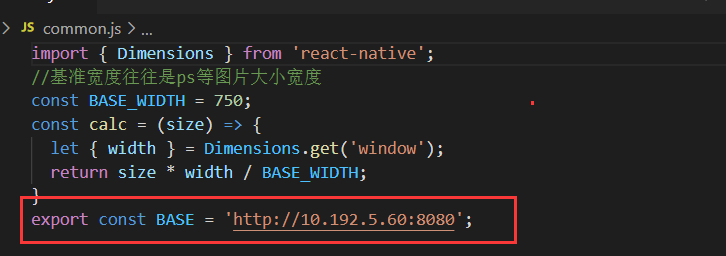 > JS common.js > ...
import { Dimensions } from 'react-native';
//基准宽度往往是ps等图片大小宽度
const BASE_WIDTH = 750;
const calc = (size) => {
let { width } = Dimensions.get('window');
return size * width / BASE_WIDTH;
}
export const BASE = 'http://10.192.5.60:8080';